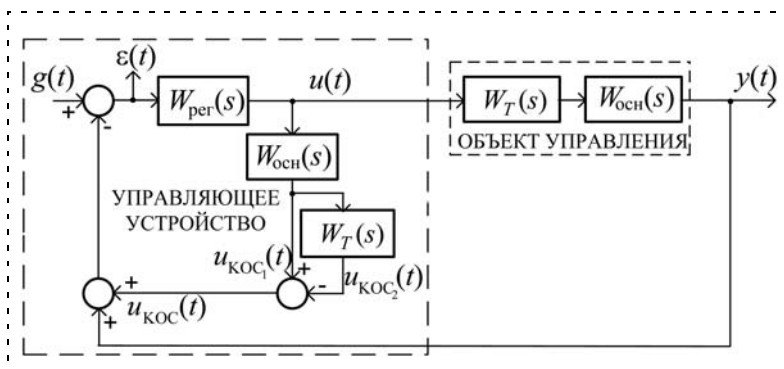 ε(t)
g(t)
+
-
W_рег(s)
u(t)
W_T(s)
W_осн(s)
y(t)
ОБЪЕКТ УПРАВЛЕНИЯ
W_осн(s)
УПРАВЛЯЮЩЕЕ
УСТРОЙСТВО
W_T(s)
u_КОС₁(t)
+
-
u_КОС₂(t)
+
u_КОС(t)
+